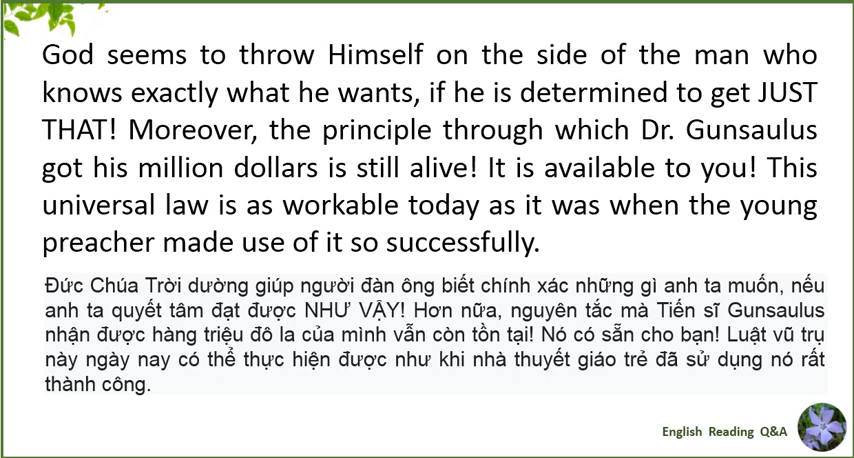 God seems to throw Himself on the side of the man who
knows exactly what he wants, if he is determined to get JUST
THAT! Moreover, the principle through which Dr. Gunsaulus
got his million dollars is still alive! It is available to you! This
universal law is as workable today as it was when the young
preacher made use of it so successfully.
Đức Chúa Trời dường giúp người đàn ông biết chính xác những gì anh ta muốn, nếu
anh ta quyết tâm đạt được NHƯ VẬY! Hơn nữa, nguyên tắc mà Tiến sĩ Gunsaulus
nhận được hàng triệu đô la của mình vẫn còn tồn tại! Nó có sẵn cho bạn! Luật vũ trụ
này ngày nay có thể thực hiện được như khi nhà thuyết giáo trẻ đã sử dụng nó rất
thành công.
English Reading Q&A